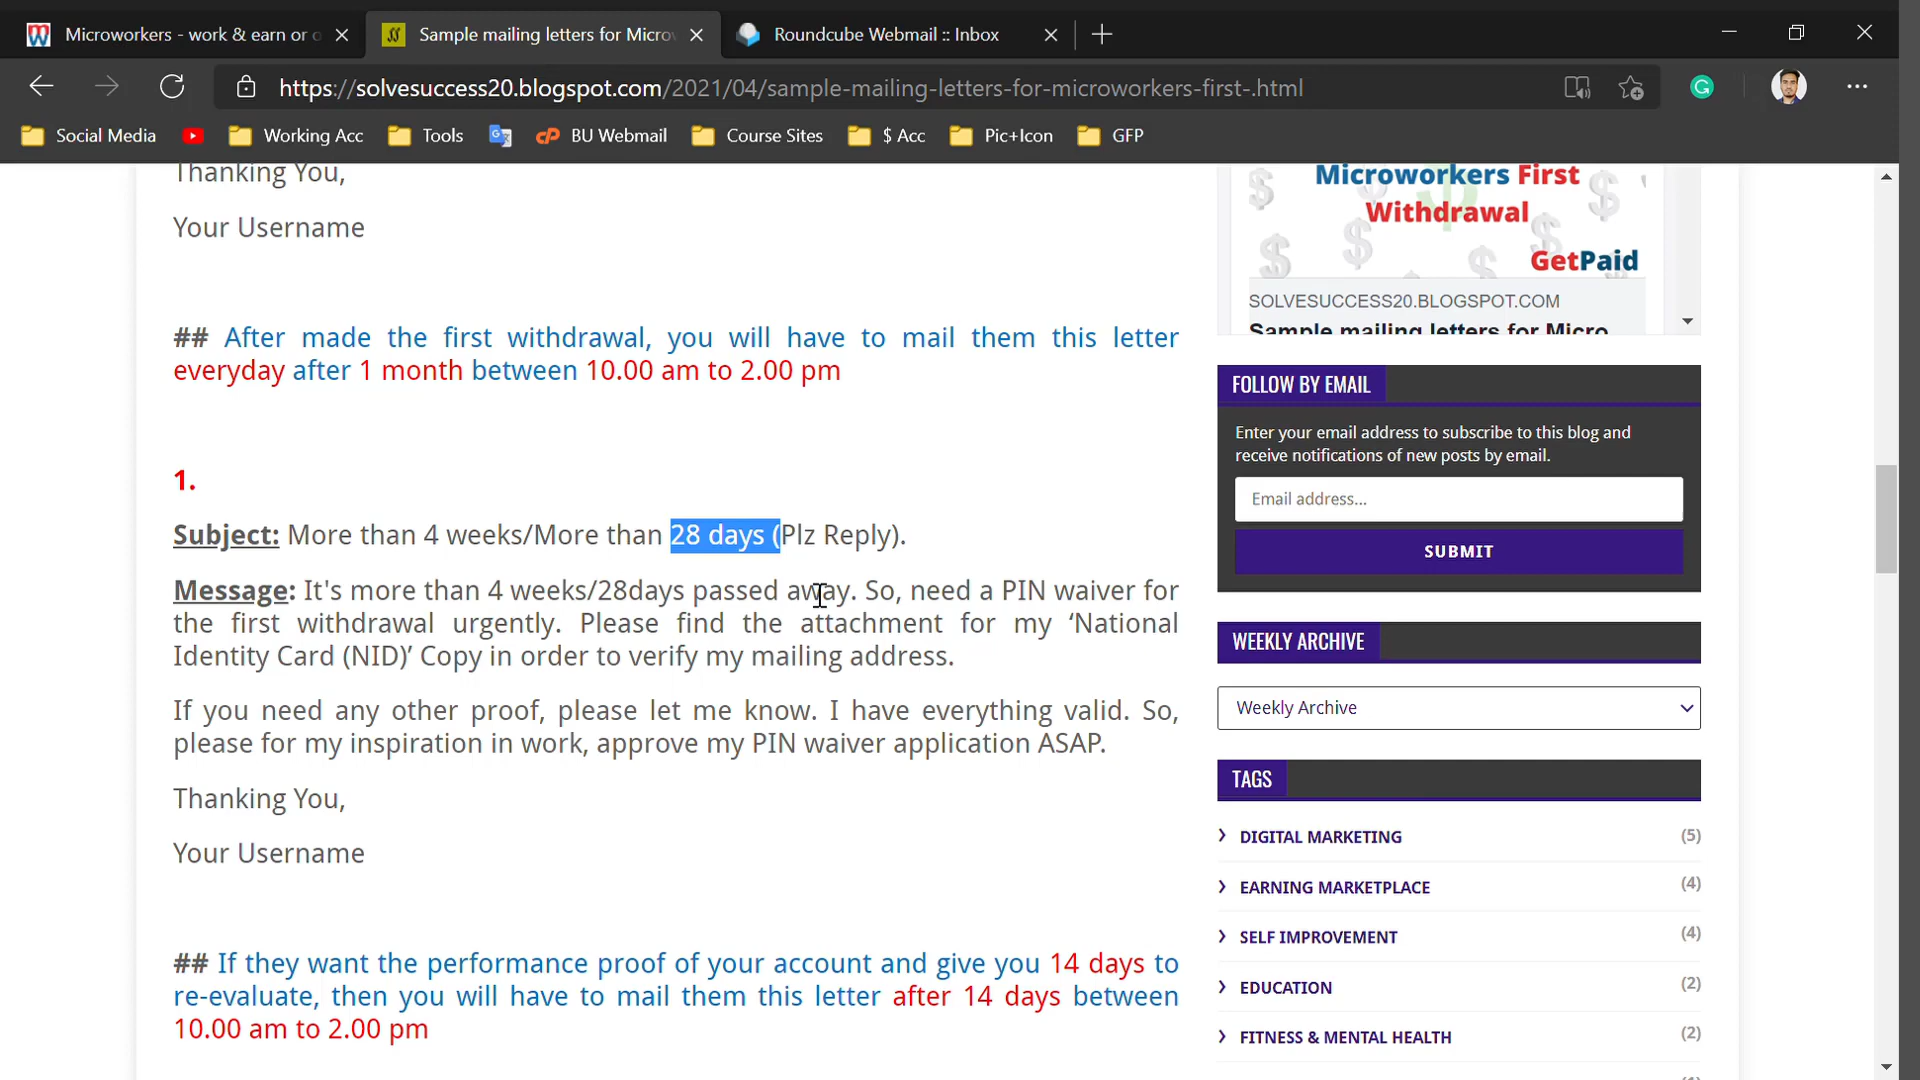 Microworkers - work & earn or o
Sample mailing letters for Micro
Roundcube Webmail :: Inbox
https://solvesuccess20.blogspot.com/2021/04/sample-mailing-letters-for-microworkers-first-.html
Social Media
Working Acc
Tools
BU Webmail
Course Sites
$ Acc
Pic+Icon
GFP
Thanking You,
Your Username
## After made the first withdrawal, you will have to mail them this letter
everyday after 1 month between 10.00 am to 2.00 pm
1.
Subject: More than 4 weeks/More than 28 days (Plz Reply).
Message: It's more than 4 weeks/28days passed away. So, need a PIN waiver for
the first withdrawal urgently. Please find the attachment for my ‘National
Identity Card (NID)’ Copy in order to verify my mailing address.
If you need any other proof, please let me know. I have everything valid. So,
please for my inspiration in work, approve my PIN waiver application ASAP.
Thanking You,
Your Username
## If they want the performance proof of your account and give you 14 days to
re-evaluate, then you will have to mail them this letter after 14 days between
10.00 am to 2.00 pm
Microworkers First
Withdrawal
GetPaid
SOLVESUCCESS20.BLOGSPOT.COM
Sample mailing letters for Micro
FOLLOW BY EMAIL
Enter your email address to subscribe to this blog and
receive notifications of new posts by email.
Email address...
SUBMIT
WEEKLY ARCHIVE
Weekly Archive
TAGS
DIGITAL MARKETING (5)
EARNING MARKETPLACE (4)
SELF IMPROVEMENT (4)
EDUCATION (2)
FITNESS & MENTAL HEALTH (2)